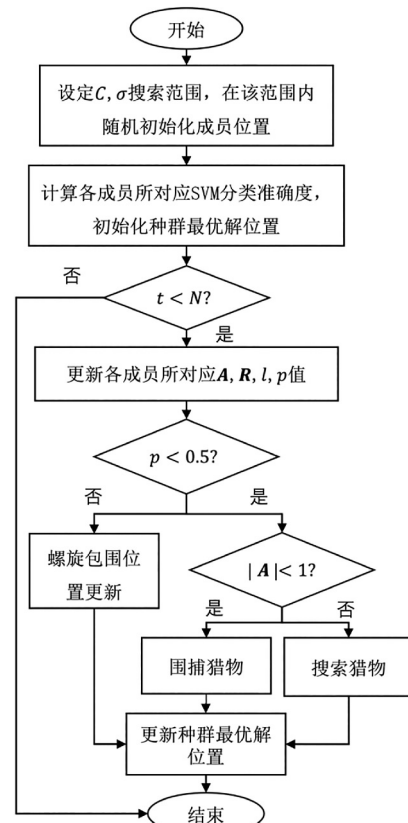 开始
设定C, σ搜索范围，在该范围内
随机初始化成员位置
计算各成员所对应SVM分类准确度，
初始化种群最优解位置
否
t < N?
是
更新各成员所对应A, R, l, p值
p < 0.5?
否
是
螺旋包围位
置更新
| A |< 1?
是
否
围捕猎物
搜索猎物
更新种群最优解
位置
结束